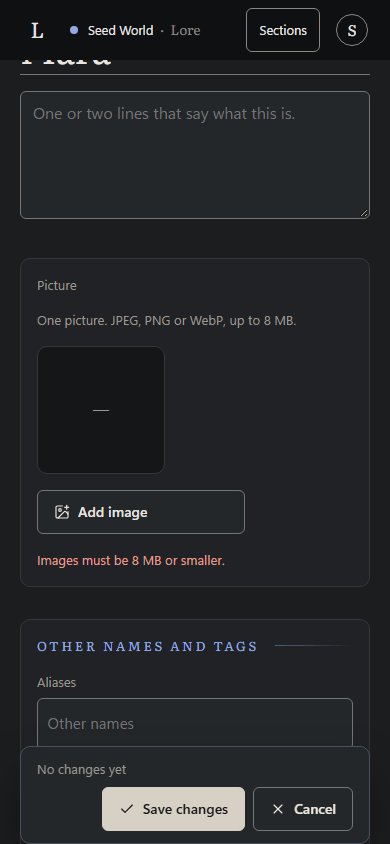 L
Seed World · Lore
Sections
S
One or two lines that say what this is.
Picture
One picture. JPEG, PNG or WebP, up to 8 MB.
—
Add image
Images must be 8 MB or smaller.
OTHER NAMES AND TAGS
Aliases
Other names
No changes yet
Save changes
Cancel